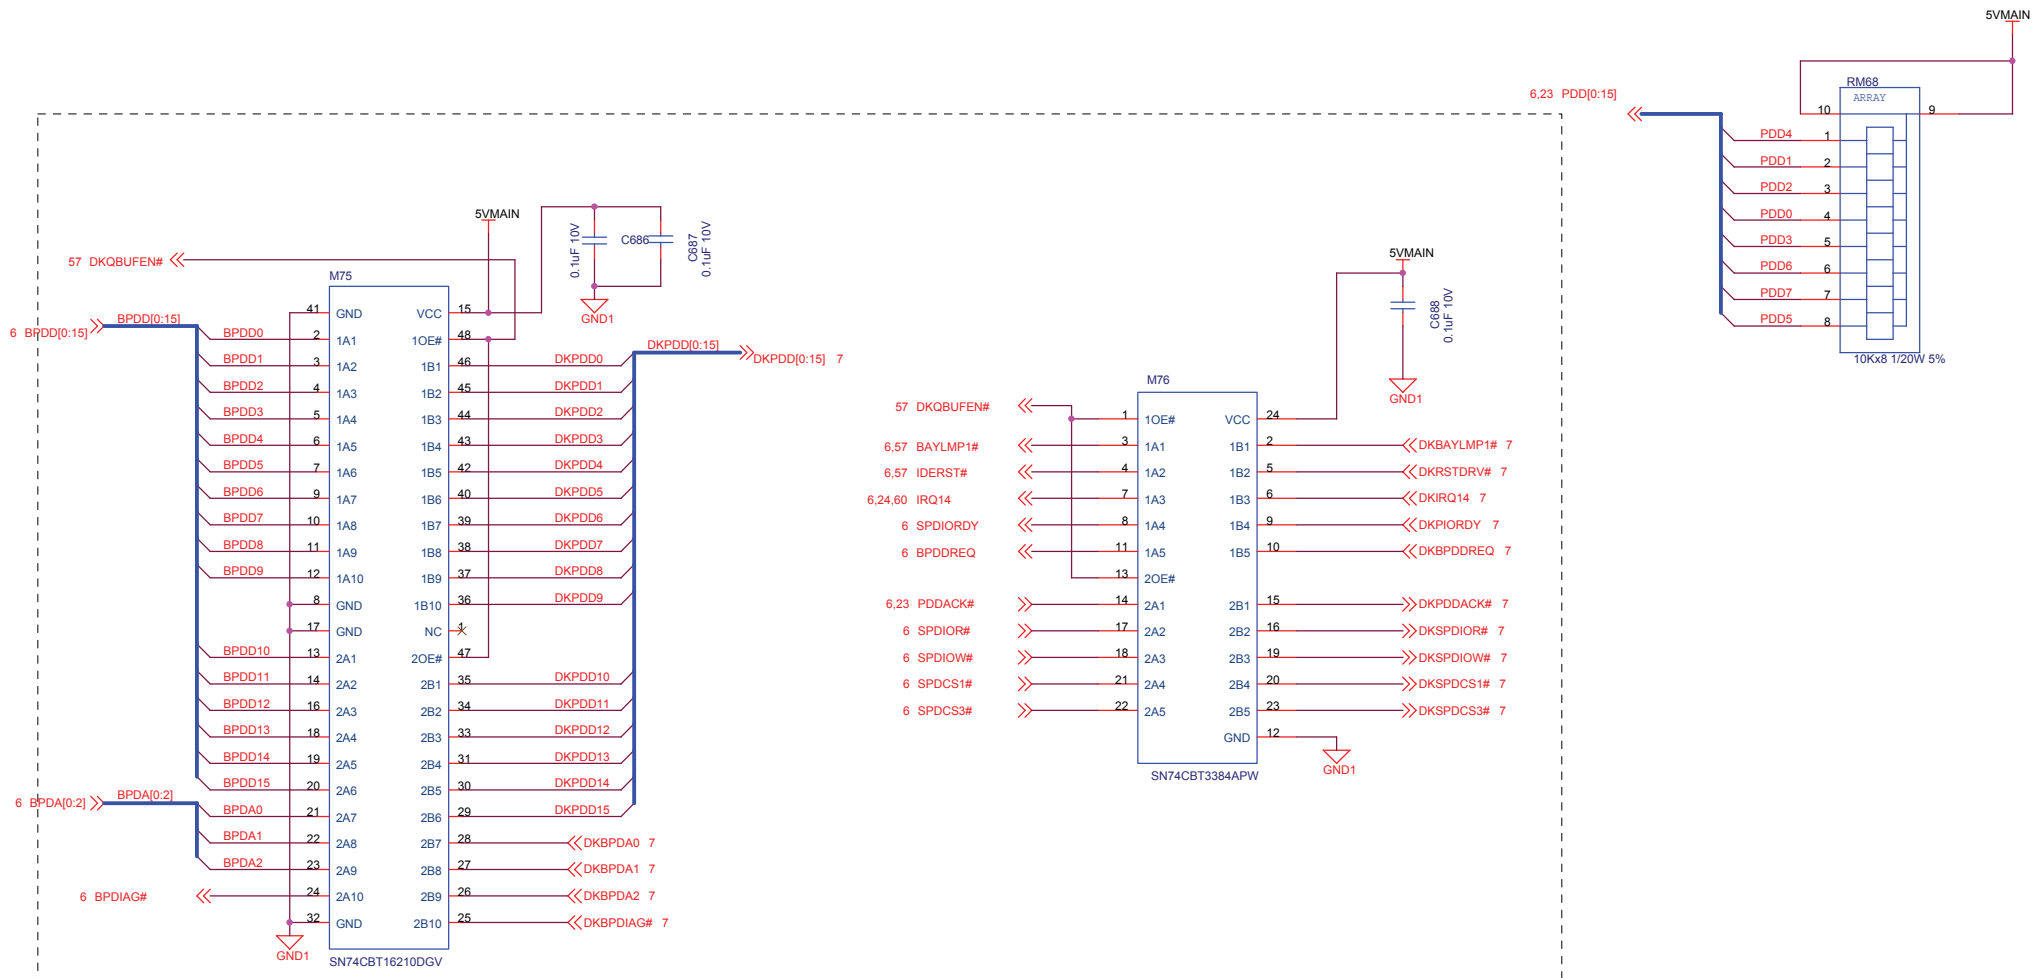 5VMAIN
6,23 PDD[0:15]
RM68
ARRAY
10 9
PDD4 1
PDD1 2
PDD2 3
PDD0 4
PDD3 5
PDD6 6
PDD7 7
PDD5 8
10Kx8 1/20W 5%
5VMAIN
0.1uF 10V
C686
C687
0.1uF 10V
GND1
57 DKQBUFEN#
M75
6 BPDD[0:15]
BPDD[0:15]
41 GND VCC 15
BPDD0 2 1A1 1OE# 48
BPDD1 3 1A2 1B1 46 DKPDD0
BPDD2 4 1A3 1B2 45 DKPDD1
BPDD3 5 1A4 1B3 44 DKPDD2
BPDD4 6 1A5 1B4 43 DKPDD3
BPDD5 7 1A6 1B5 42 DKPDD4
BPDD6 9 1A7 1B6 40 DKPDD5
BPDD7 10 1A8 1B7 39 DKPDD6
BPDD8 11 1A9 1B8 38 DKPDD7
BPDD9 12 1A10 1B9 37 DKPDD8
8 GND 1B10 36 DKPDD9
17 GND NC 1
BPDD10 13 2A1 2OE# 47
BPDD11 14 2A2 2B1 35 DKPDD10
BPDD12 16 2A3 2B2 34 DKPDD11
BPDD13 18 2A4 2B3 33 DKPDD12
BPDD14 19 2A5 2B4 31 DKPDD13
BPDD15 20 2A6 2B5 30 DKPDD14
6 BPDA[0:2]
BPDA[0:2]
BPDA0 21 2A7 2B6 29 DKPDD15
BPDA1 22 2A8 2B7 28 DKBPDA0 7
BPDA2 23 2A9 2B8 27 DKBPDA1 7
6 BPDIAG# 24 2A10 2B9 26 DKBPDA2 7
32 GND 2B10 25 DKBPDIAG# 7
GND1
SN74CBT16210DGV
DKPDD[0:15]
DKPDD[0:15] 7
5VMAIN
C688
0.1uF 10V
GND1
M76
57 DKQBUFEN#
1 1OE# VCC 24
6,57 BAYLMP1# 3 1A1 1B1 2 DKBAYLMP1# 7
6,57 IDERST# 4 1A2 1B2 5 DKRSTDRV# 7
6,24,60 IRQ14 7 1A3 1B3 6 DKIRQ14 7
6 SPDIORDY 8 1A4 1B4 9 DKPIORDY 7
6 BPDDREQ 11 1A5 1B5 10 DKBPDDREQ 7
13 2OE#
6,23 PDDACK# 14 2A1 2B1 15 DKPDDACK# 7
6 SPDIOR# 17 2A2 2B2 16 DKSPDIOR# 7
6 SPDIOW# 18 2A3 2B3 19 DKSPDIOW# 7
6 SPDCS1# 21 2A4 2B4 20 DKSPDCS1# 7
6 SPDCS3# 22 2A5 2B5 23 DKSPDCS3# 7
GND 12
GND1
SN74CBT3384APW